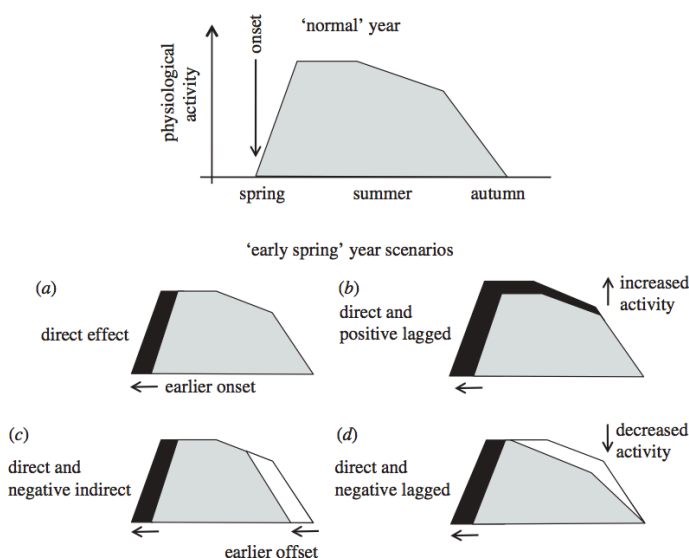 'normal' year
onset
physiological
activity
spring
summer
autumn
'early spring' year scenarios
(a)
direct effect
earlier onset
(b)
direct and
positive lagged
increased
activity
(c)
direct and
negative indirect
earlier offset
(d)
direct and
negative lagged
decreased
activity